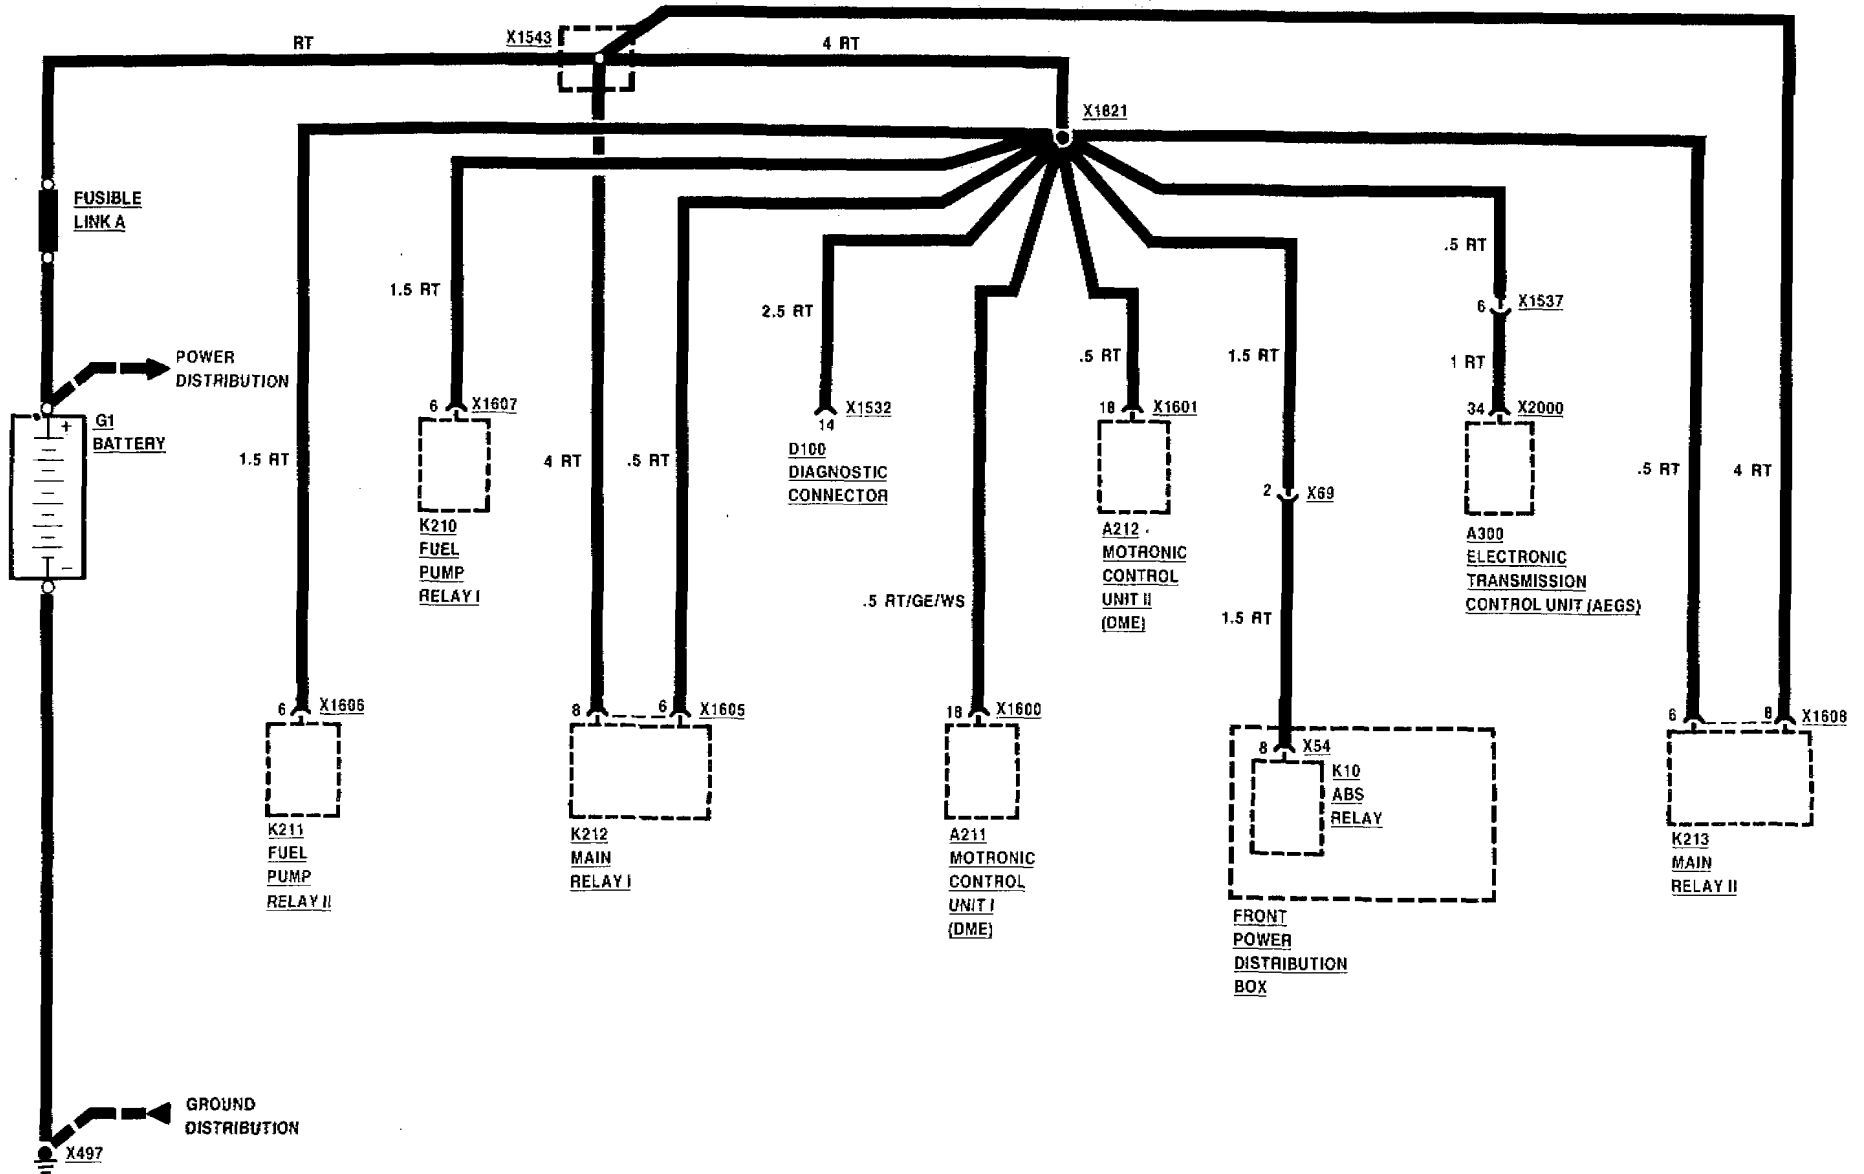 X1543
RT
4 RT
X1821
FUSIBLE
LINK A
.5 RT
1.5 RT
6 X1537
2.5 RT
POWER
DISTRIBUTION
.5 RT
1.5 RT
1 RT
6 X1607
X1532
14
18 X1601
34 X2000
G1
BATTERY
+
-
1.5 RT
4 RT
.5 RT
D100
DIAGNOSTIC
CONNECTOR
.5 RT
4 RT
2 X69
K210
FUEL
PUMP
RELAY I
A212
MOTRONIC
CONTROL
UNIT II
(DME)
A300
ELECTRONIC
TRANSMISSION
CONTROL UNIT (AEGS)
.5 RT/GE/WS
1.5 RT
6 X1606
8
6 X1605
18 X1600
6
8 X1608
8 X54
K10
ABS
RELAY
K211
FUEL
PUMP
RELAY II
K212
MAIN
RELAY I
A211
MOTRONIC
CONTROL
UNIT I
(DME)
K213
MAIN
RELAY II
FRONT
POWER
DISTRIBUTION
BOX
GROUND
DISTRIBUTION
X497